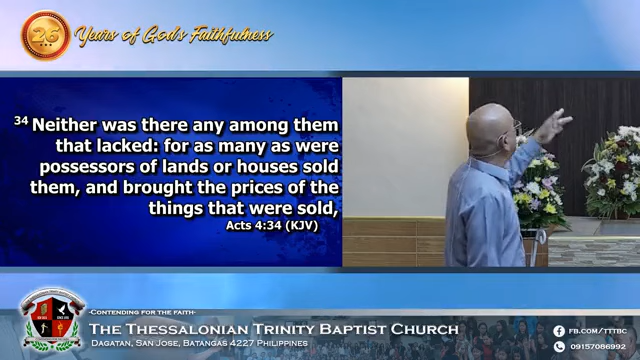 26
Years of God's Faithfulness
34 Neither was there any among them
that lacked: for as many as were
possessors of lands or houses sold
them, and brought the prices of the
things that were sold,
Acts 4:34 (KJV)
-Contending for the faith-
The Thessalonian Trinity Baptist Church
Dagatan, San Jose, Batangas 4227 Philippines
FB.COM/TTTBC
09157086992